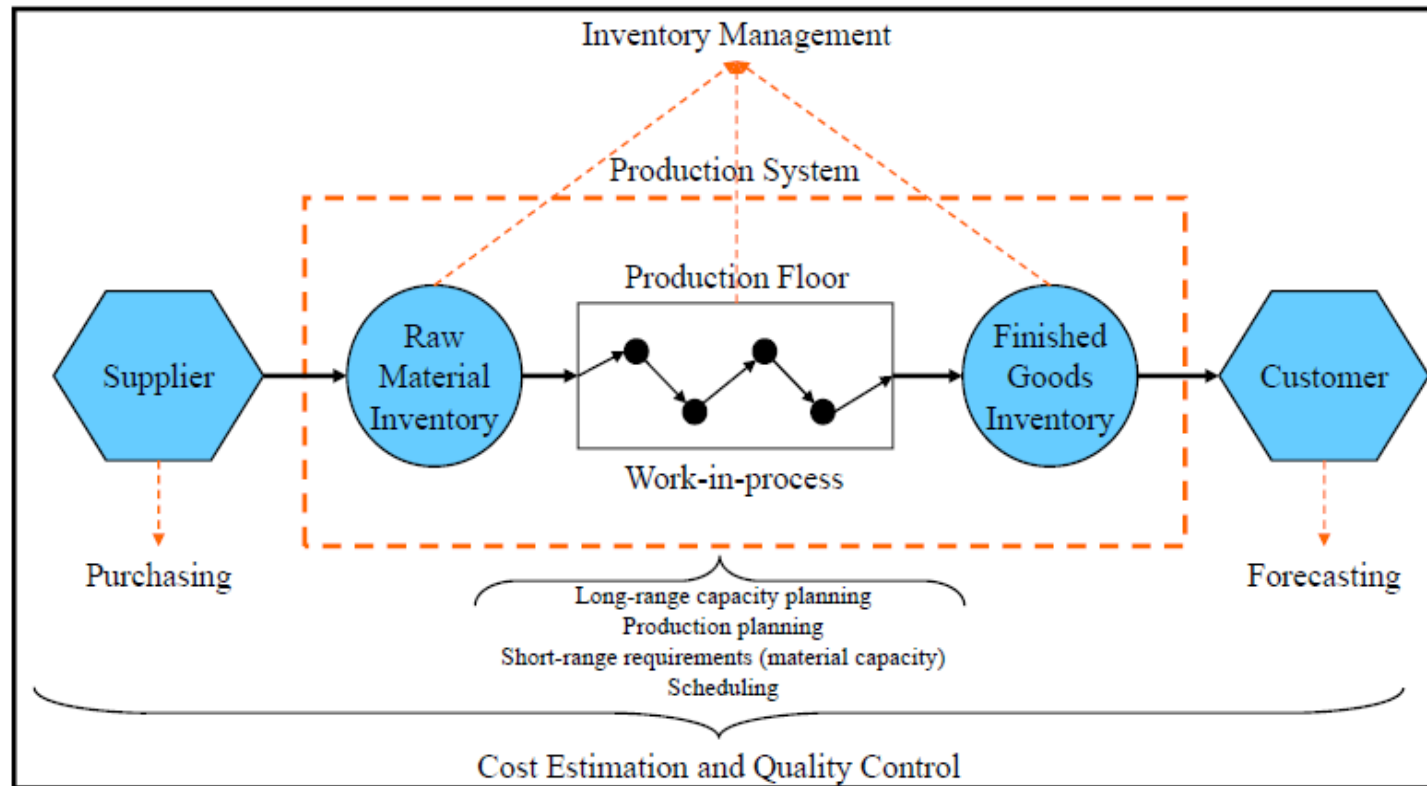 Inventory Management
Production System
Production Floor
Supplier
Raw
Material
Inventory
Finished
Goods
Inventory
Customer
Work-in-process
Purchasing
Forecasting
Long-range capacity planning
Production planning
Short-range requirements (material capacity)
Scheduling
Cost Estimation and Quality Control